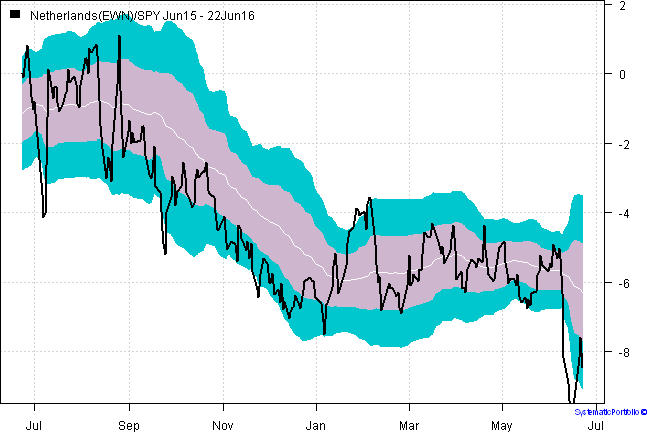 Netherlands(EWN)/SPY Jun15 - 22Jun16
2
0
-2
-4
-6
-8
Jul Sep Nov Jan Mar May Jul
SystematicPortfolio ©